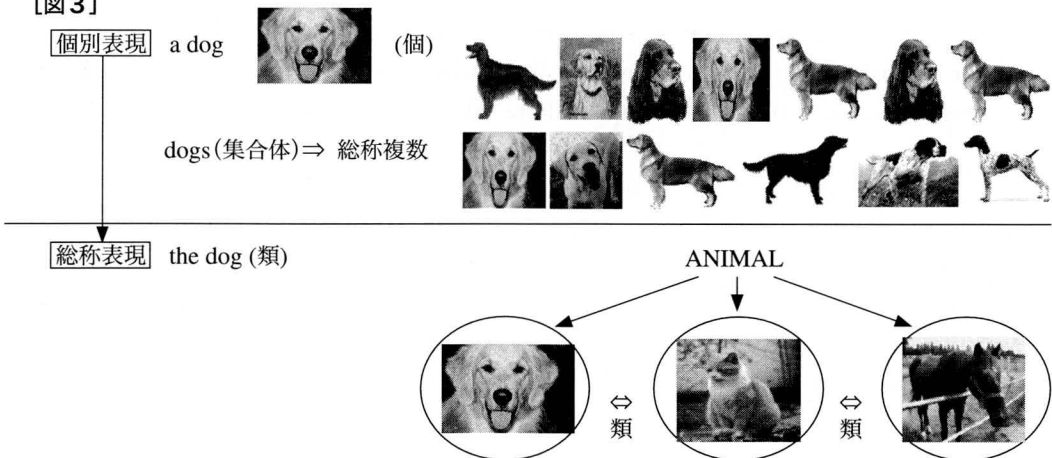 [図3]
個別表現 a dog (個)
dogs(集合体)⇒ 総称複数
総称表現 the dog (類)
ANIMAL
⇔ ⇔
類 類